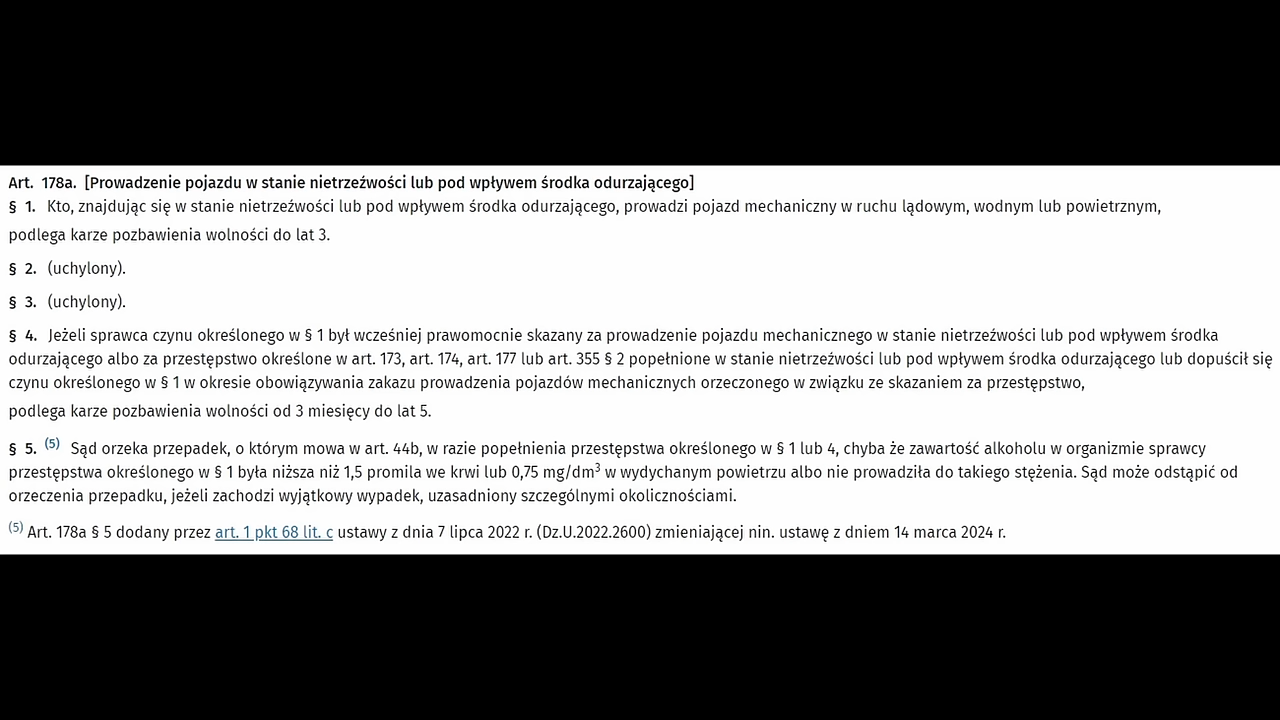 Art. 178a. [Prowadzenie pojazdu w stanie nietrzeźwości lub pod wpływem środka odurzającego]
§ 1. Kto, znajdując się w stanie nietrzeźwości lub pod wpływem środka odurzającego, prowadzi pojazd mechaniczny w ruchu lądowym, wodnym lub powietrznym,
podlega karze pozbawienia wolności do lat 3.
§ 2. (uchylony).
§ 3. (uchylony).
§ 4. Jeżeli sprawca czynu określonego w § 1 był wcześniej prawomocnie skazany za prowadzenie pojazdu mechanicznego w stanie nietrzeźwości lub pod wpływem środka
odurzającego albo za przestępstwo określone w art. 173, art. 174, art. 177 lub art. 355 § 2 popełnione w stanie nietrzeźwości lub pod wpływem środka odurzającego lub dopuścił się
czynu określonego w § 1 w okresie obowiązywania zakazu prowadzenia pojazdów mechanicznych orzeczonego w związku ze skazaniem za przestępstwo,
podlega karze pozbawienia wolności od 3 miesięcy do lat 5.
§ 5. (5) Sąd orzeka przepadek, o którym mowa w art. 44b, w razie popełnienia przestępstwa określonego w § 1 lub 4, chyba że zawartość alkoholu w organizmie sprawcy
przestępstwa określonego w § 1 była niższa niż 1,5 promila we krwi lub 0,75 mg/dm³ w wydychanym powietrzu albo nie prowadziła do takiego stężenia. Sąd może odstąpić od
orzeczenia przepadku, jeżeli zachodzi wyjątkowy wypadek, uzasadniony szczególnymi okolicznościami.
(5) Art. 178a § 5 dodany przez art. 1 pkt 68 lit. c ustawy z dnia 7 lipca 2022 r. (Dz.U.2022.2600) zmieniającej nin. ustawę z dniem 14 marca 2024 r.